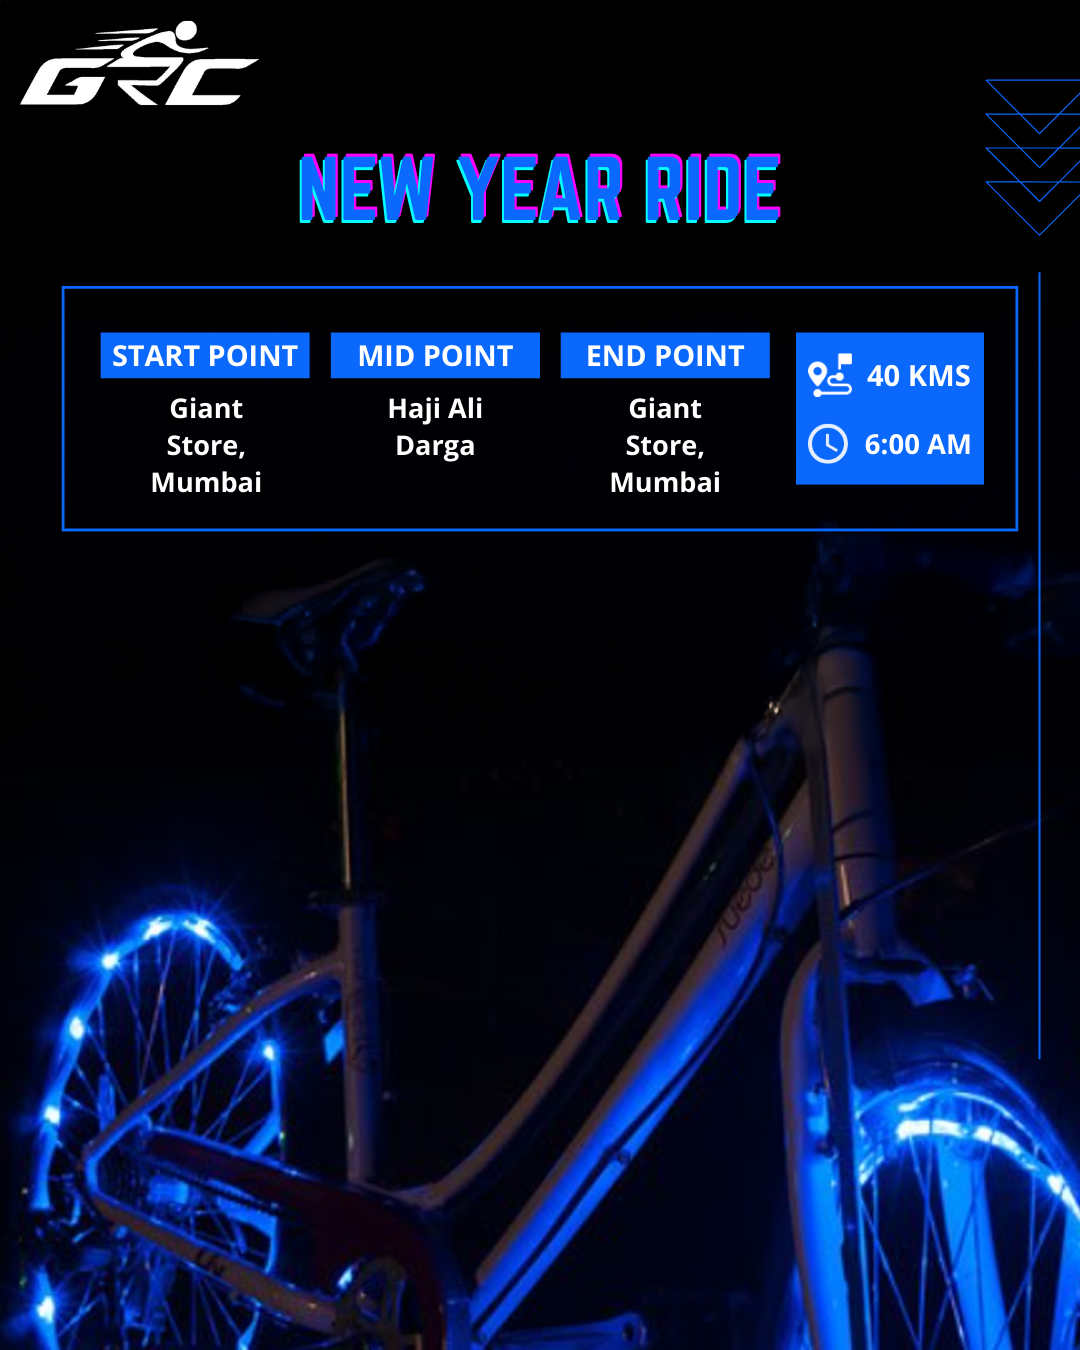 GRC
NEW YEAR RIDE
START POINT
Giant
Store,
Mumbai
MID POINT
Haji Ali
Darga
END POINT
Giant
Store,
Mumbai
40 KMS
6:00 AM
Liv